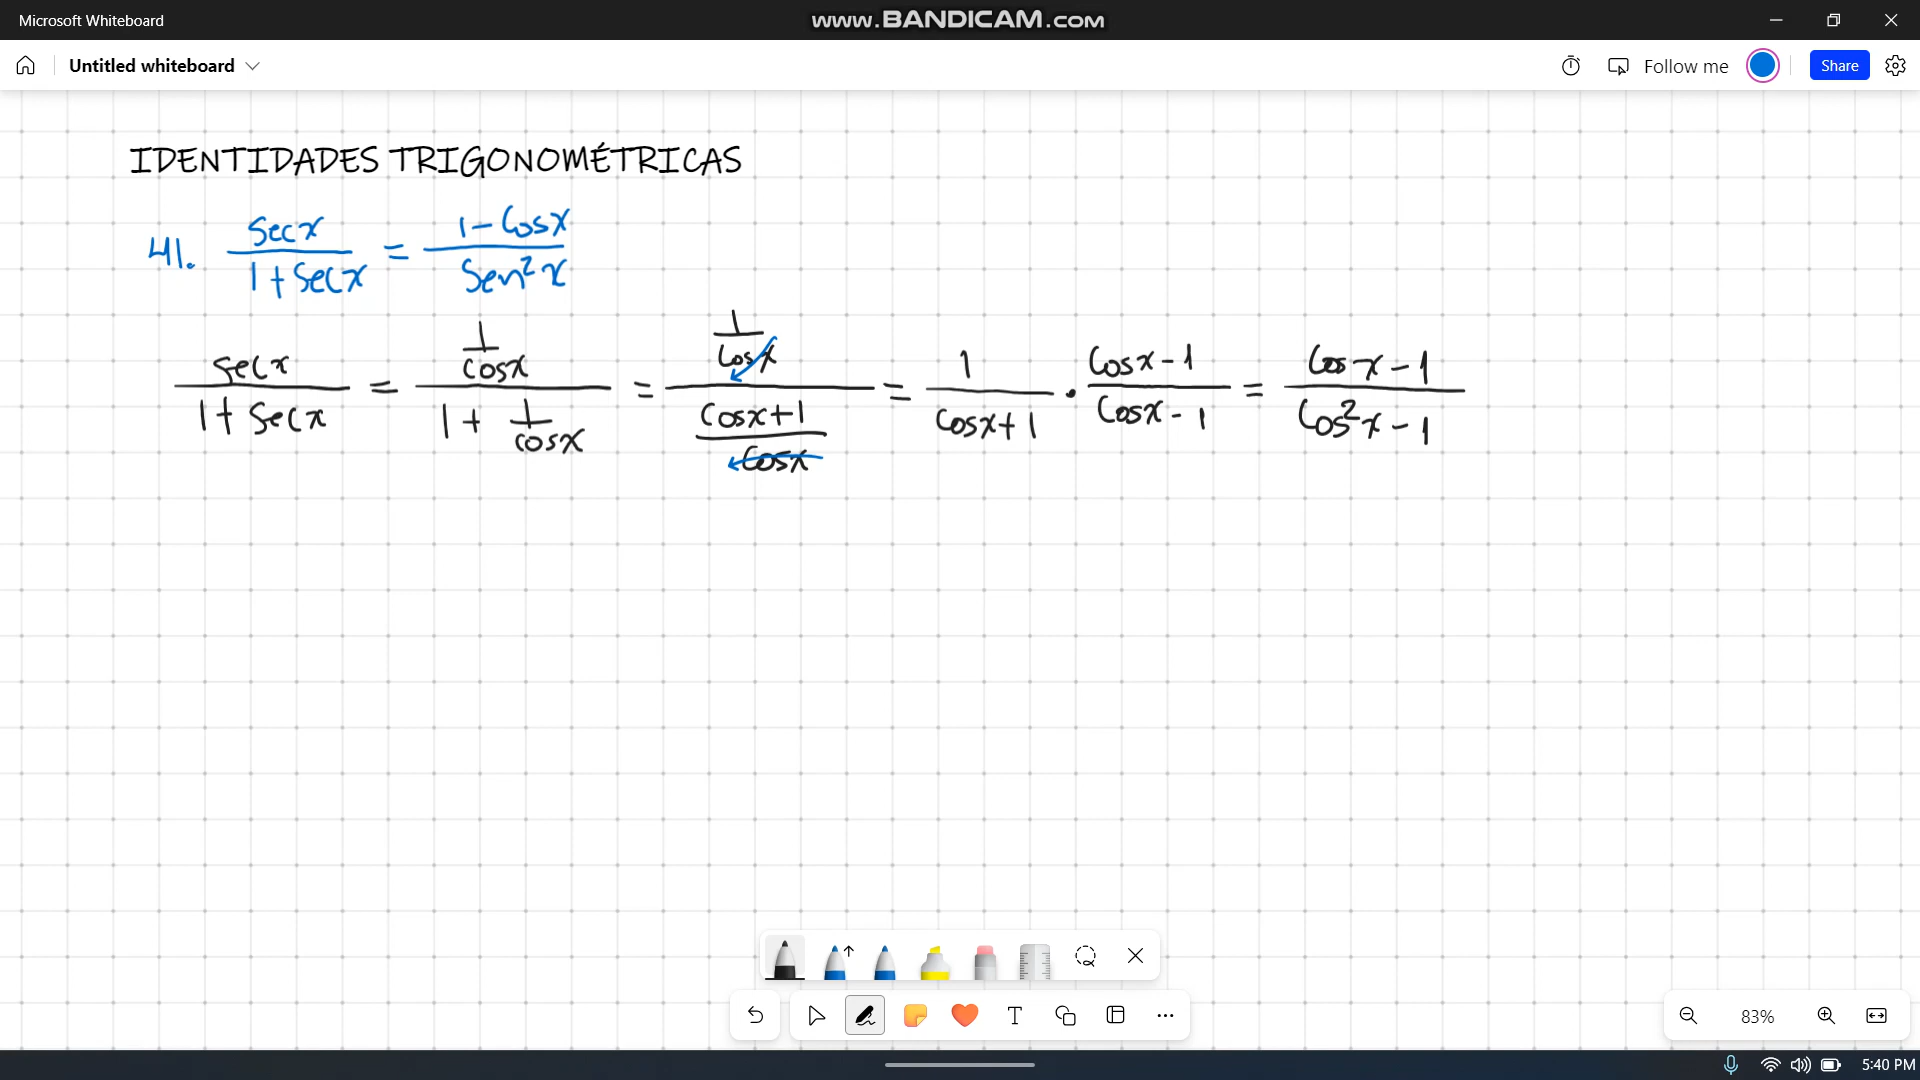 Microsoft Whiteboard
www.BANDICAM.com
Untitled whiteboard
Follow me
Share
IDENTIDADES TRIGONOMÉTRICAS
41. Secx / 1+Secx = 1-Cosx / Sen²x
Secx / 1+Secx = 1/cosx / 1+1/cosx = 1/Cosx / Cosx+1/Cosx = 1 / Cosx+1 · Cosx-1 / Cosx-1 = Cosx-1 / Cos²x-1
T
83%
5:40 PM